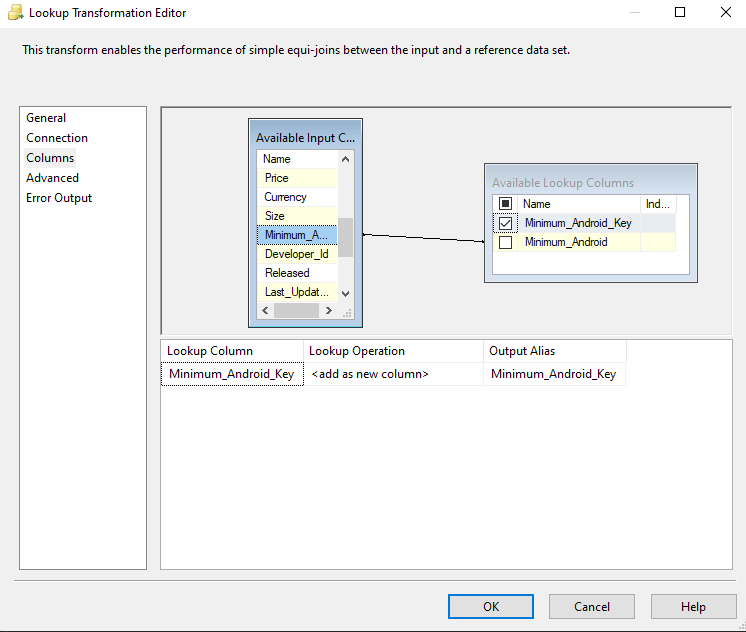 Lookup Transformation Editor
This transform enables the performance of simple equi-joins between the input and a reference data set.
General
Connection
Columns
Advanced
Error Output
Available Input C...
Name
Price
Currency
Size
Minimum_A...
Developer_Id
Released
Last_Updat...
Available Lookup Columns
Name Ind...
Minimum_Android_Key
Minimum_Android
Lookup Column Lookup Operation Output Alias
Minimum_Android_Key <add as new column> Minimum_Android_Key
OK Cancel Help